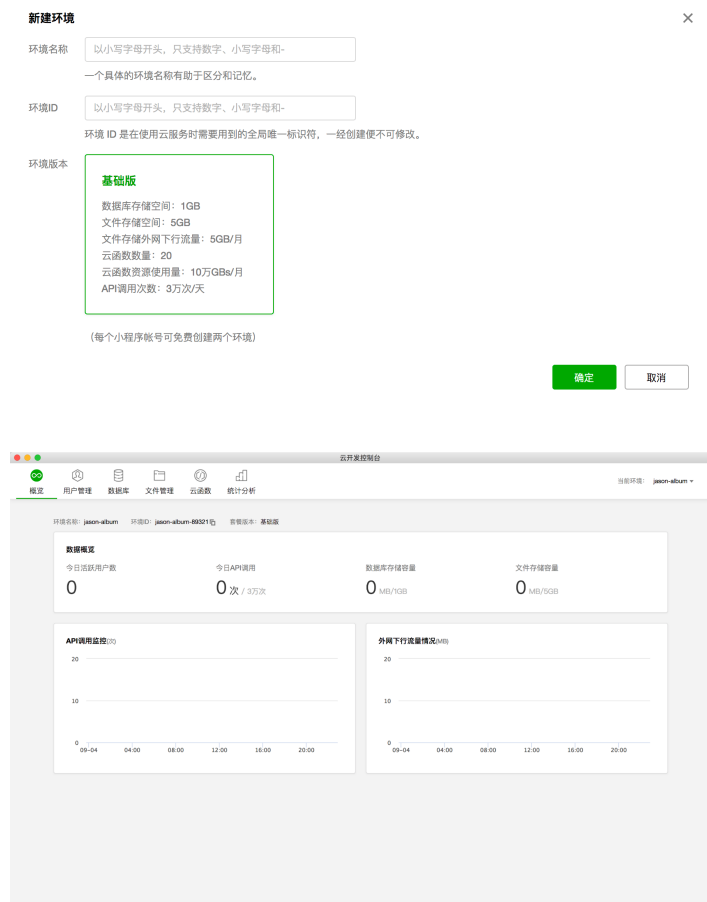 新建环境
环境名称 以小写字母开头，只支持数字、小写字母和-
一个具体的环境名称有助于区分和记忆。
环境ID 以小写字母开头，只支持数字、小写字母和-
环境 ID 是在使用云服务时需要用到的全局唯一标识符，一经创建便不可修改。
环境版本
基础版
数据库存储空间：1GB
文件存储空间：5GB
文件存储外网下行流量：5GB/月
云函数数量：20
云函数资源使用量：10万GBs/月
API调用次数：3万次/天
（每个小程序帐号可免费创建两个环境）
确定 取消
云开发控制台
概览 用户管理 数据库 文件管理 云函数 统计分析 当前环境： jason-album
环境名称：jason-album 环境ID：jason-album-89321 套餐版本：基础版
数据概览
今日活跃用户数 今日API调用 数据库存储容量 文件存储容量
0 0 次 / 3万次 0 MB/1GB 0 MB/5GB
API调用监控(次) 外网下行流量情况(MB)
20 20
10 10
0 0
09-04 04:00 08:00 12:00 16:00 20:00 09-04 04:00 08:00 12:00 16:00 20:00